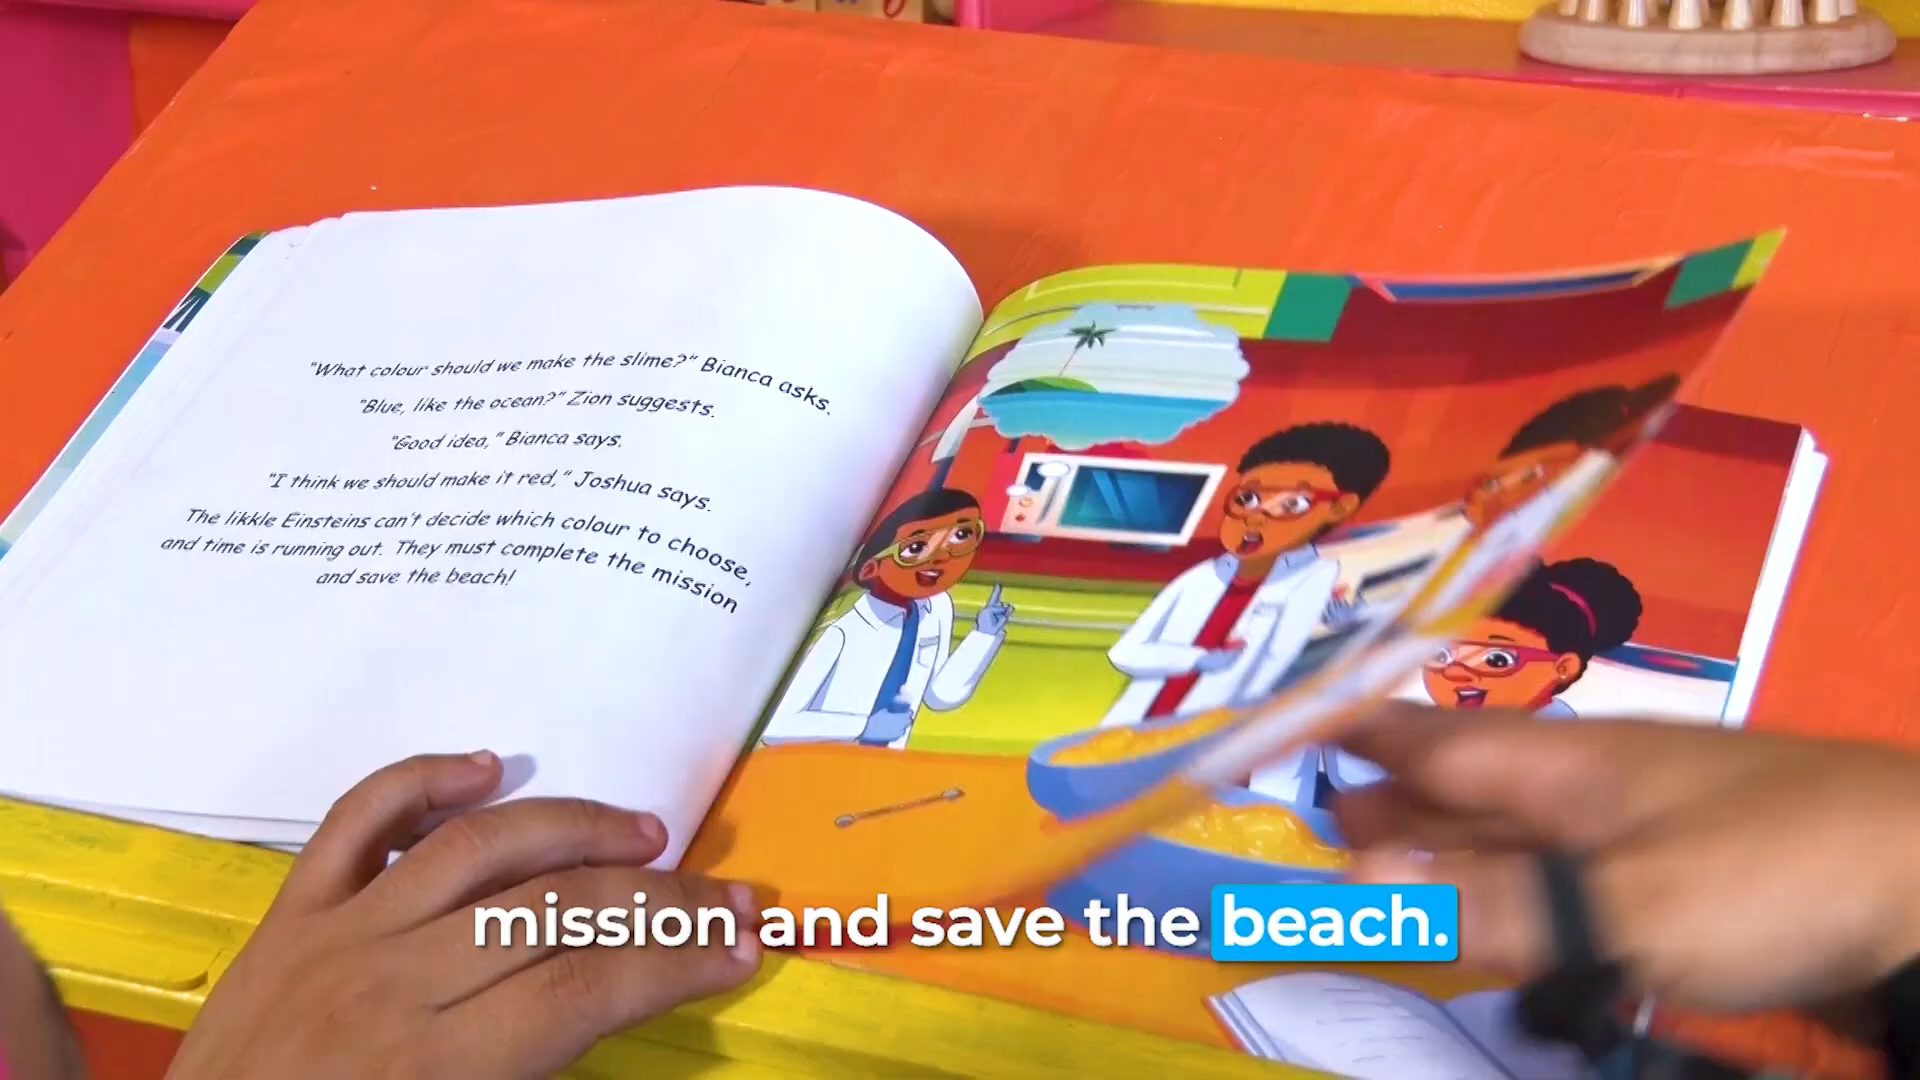 "What colour should we make the slime?" Bianca asks.
"Blue, like the ocean?" Zion suggests.
"Good idea," Bianca says.
"I think we should make it red," Joshua says.
The likkle Einsteins can't decide which colour to choose,
and time is running out. They must complete the mission
and save the beach!
mission and save the beach.